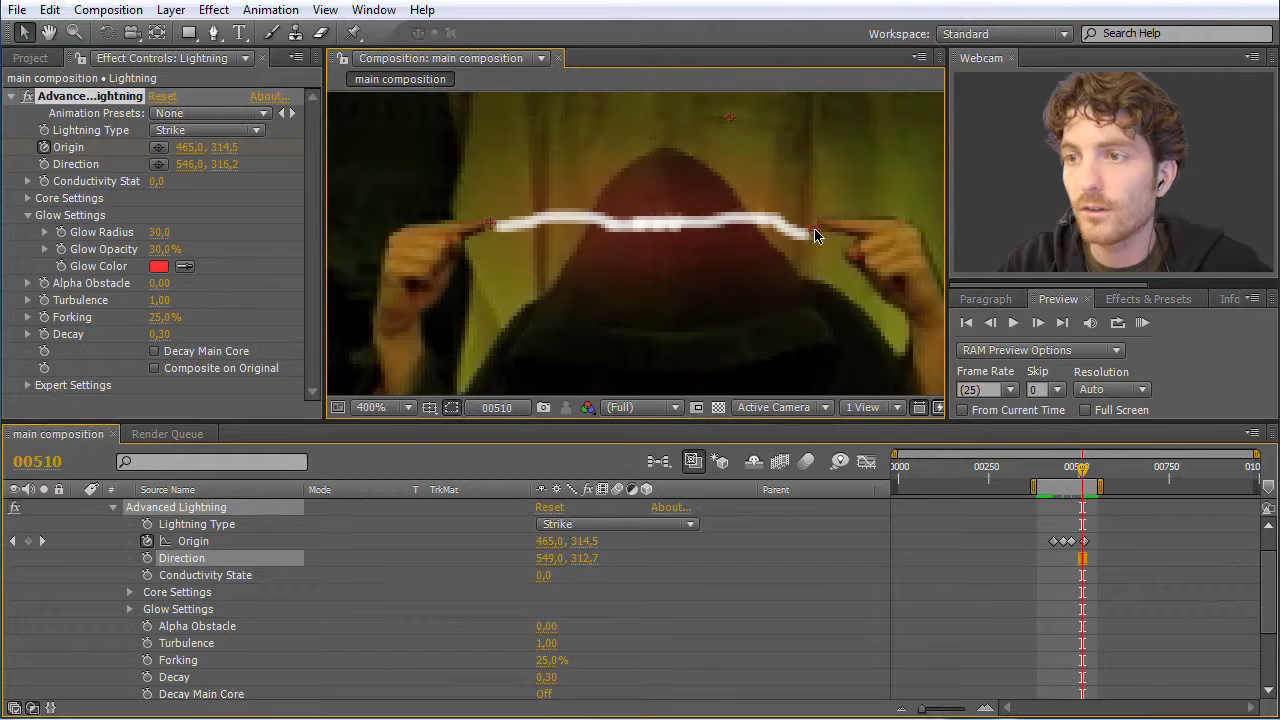 File Edit Composition Layer Effect Animation View Window Help
Workspace: Standard Search Help
Project Effect Controls: Lightning Composition: main composition Webcam
main composition • Lightning main composition
Advance...ightning Reset About...
Animation Presets: None
Lightning Type Strike
Origin 465,0, 314,5
Direction 546,0, 316,2
Conductivity Stat 0,0
Core Settings
Glow Settings
Glow Radius 30,0
Glow Opacity 30,0%
Glow Color
Alpha Obstacle 0,00
Turbulence 1,00
Forking 25,0%
Decay 0,30
Decay Main Core
Composite on Original
Expert Settings
Paragraph Preview Effects & Presets Info
RAM Preview Options
Frame Rate Skip Resolution
(25) 0 Auto
From Current Time Full Screen
400% 00510 (Full) Active Camera 1 View
main composition Render Queue
00510
0000 00250 00500 00750 010
# Source Name Mode T TrkMat Parent
fx Advanced Lightning Reset About...
Lightning Type Strike
Origin 465,0, 314,5
Direction 549,0, 312,7
Conductivity State 0,0
Core Settings
Glow Settings
Alpha Obstacle 0,00
Turbulence 1,00
Forking 25,0%
Decay 0,30
Decay Main Core Off